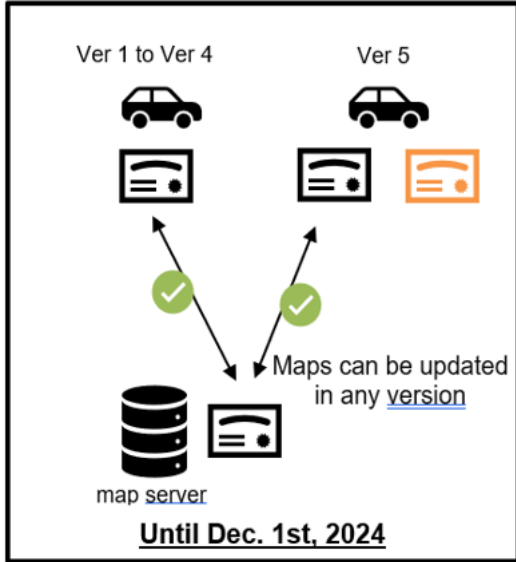 Ver 1 to Ver 4
Ver 5
Maps can be updated
in any version
map server
Until Dec. 1st, 2024